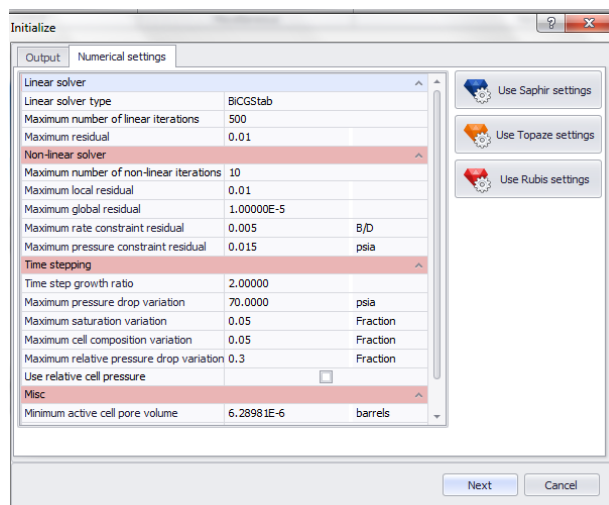 Initialize
Output Numerical settings
Linear solver
Linear solver type BiCGStab
Maximum number of linear iterations 500
Maximum residual 0.01
Non-linear solver
Maximum number of non-linear iterations 10
Maximum local residual 0.01
Maximum global residual 1.00000E-5
Maximum rate constraint residual 0.005 B/D
Maximum pressure constraint residual 0.015 psia
Time stepping
Time step growth ratio 2.00000
Maximum pressure drop variation 70.0000 psia
Maximum saturation variation 0.05 Fraction
Maximum cell composition variation 0.05 Fraction
Maximum relative pressure drop variation 0.3 Fraction
Use relative cell pressure
Misc
Minimum active cell pore volume 6.28981E-6 barrels
Use Saphir settings
Use Topaze settings
Use Rubis settings
Next Cancel